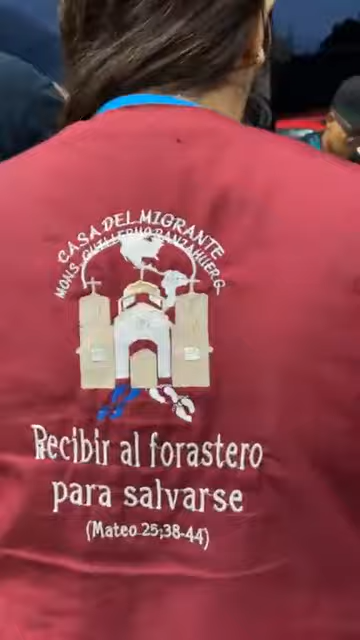 CASA DEL MIGRANTE
MONS. GUILLERMO RANZAHUER G.
Recibir al forastero
para salvarse
(Mateo 25,38-44)